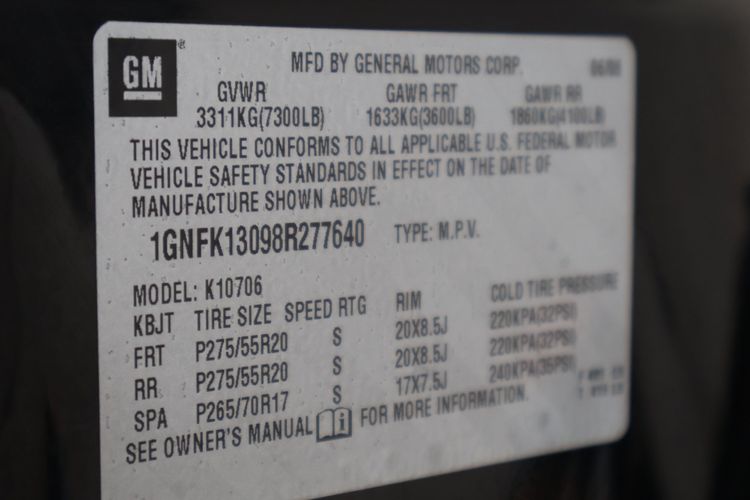 GM
MFD BY GENERAL MOTORS CORP.
GVWR GAWR FRT GAWR RR
3311KG(7300LB) 1633KG(3600LB) 1860KG(4100LB)
THIS VEHICLE CONFORMS TO ALL APPLICABLE U.S. FEDERAL MOTOR
VEHICLE SAFETY STANDARDS IN EFFECT ON THE DATE OF
MANUFACTURE SHOWN ABOVE.
1GNFK13098R277640 TYPE: M.P.V.
MODEL: K10706
KBJT TIRE SIZE SPEED RTG RIM COLD TIRE PRESSURE
FRT P275/55R20 S 20X8.5J 220KPA(32PSI)
RR P275/55R20 S 20X8.5J 220KPA(32PSI)
SPA P265/70R17 S 17X7.5J 240KPA(35PSI)
SEE OWNER'S MANUAL i FOR MORE INFORMATION.